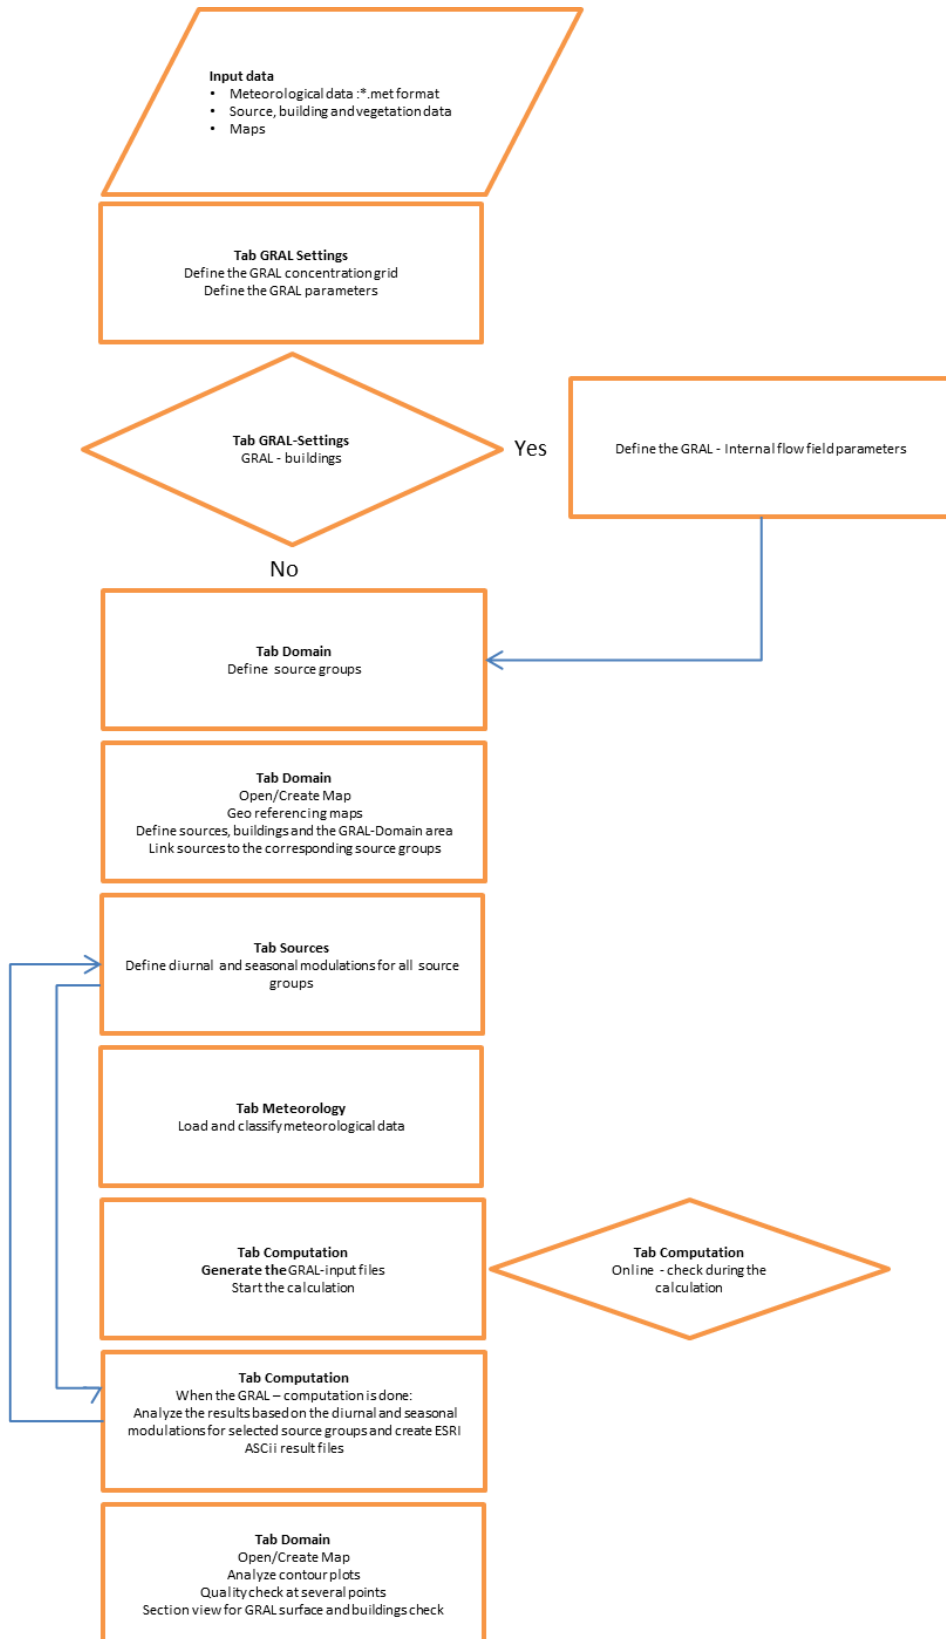 Input data
• Meteorological data :*.met format
• Source, building and vegetation data
• Maps
Tab GRAL Settings
Define the GRAL concentration grid
Define the GRAL parameters
Tab GRAL-Settings
GRAL - buildings
Yes
Define the GRAL - Internal flow field parameters
No
Tab Domain
Define source groups
Tab Domain
Open/Create Map
Geo referencing maps
Define sources, buildings and the GRAL-Domain area
Link sources to the corresponding source groups
Tab Sources
Define diurnal and seasonal modulations for all source
groups
Tab Meteorology
Load and classify meteorological data
Tab Computation
Generate the GRAL-input files
Start the calculation
Tab Computation
Online - check during the
calculation
Tab Computation
When the GRAL – computation is done:
Analyze the results based on the diurnal and seasonal
modulations for selected source groups and create ESRI
ASCii result files
Tab Domain
Open/Create Map
Analyze contour plots
Quality check at several points
Section view for GRAL surface and buildings check